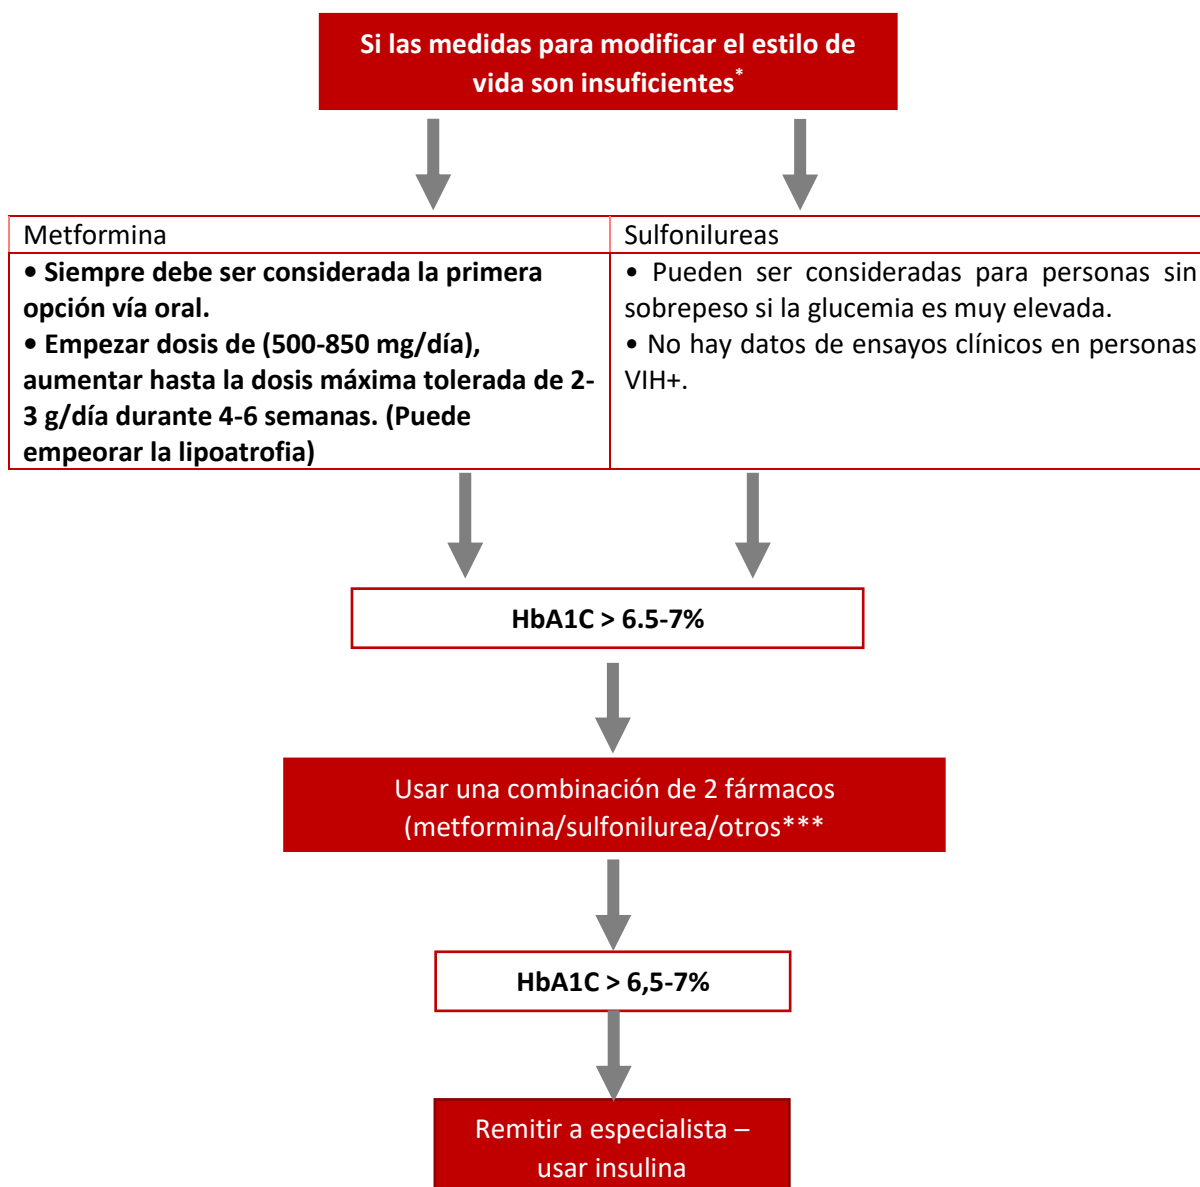 Si las medidas para modificar el estilo de
vida son insuficientes*
Metformina
• Siempre debe ser considerada la primera
opción vía oral.
• Empezar dosis de (500-850 mg/día),
aumentar hasta la dosis máxima tolerada de 2-
3 g/día durante 4-6 semanas. (Puede
empeorar la lipoatrofia)
Sulfonilureas
• Pueden ser consideradas para personas sin
sobrepeso si la glucemia es muy elevada.
• No hay datos de ensayos clínicos en personas
VIH+.
HbA1C > 6.5-7%
Usar una combinación de 2 fármacos
(metformina/sulfonilurea/otros***
HbA1C > 6,5-7%
Remitir a especialista –
usar insulina